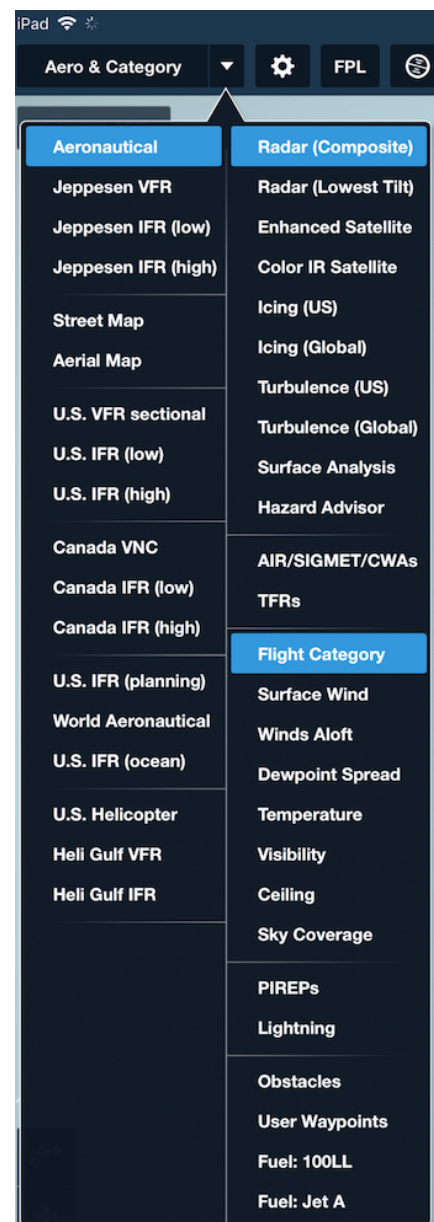 iPad
Aero & Category
FPL
Aeronautical
Jeppesen VFR
Jeppesen IFR (low)
Jeppesen IFR (high)
Street Map
Aerial Map
U.S. VFR sectional
U.S. IFR (low)
U.S. IFR (high)
Canada VNC
Canada IFR (low)
Canada IFR (high)
U.S. IFR (planning)
World Aeronautical
U.S. IFR (ocean)
U.S. Helicopter
Heli Gulf VFR
Heli Gulf IFR
Radar (Composite)
Radar (Lowest Tilt)
Enhanced Satellite
Color IR Satellite
Icing (US)
Icing (Global)
Turbulence (US)
Turbulence (Global)
Surface Analysis
Hazard Advisor
AIR/SIGMET/CWAs
TFRs
Flight Category
Surface Wind
Winds Aloft
Dewpoint Spread
Temperature
Visibility
Ceiling
Sky Coverage
PIREPs
Lightning
Obstacles
User Waypoints
Fuel: 100LL
Fuel: Jet A